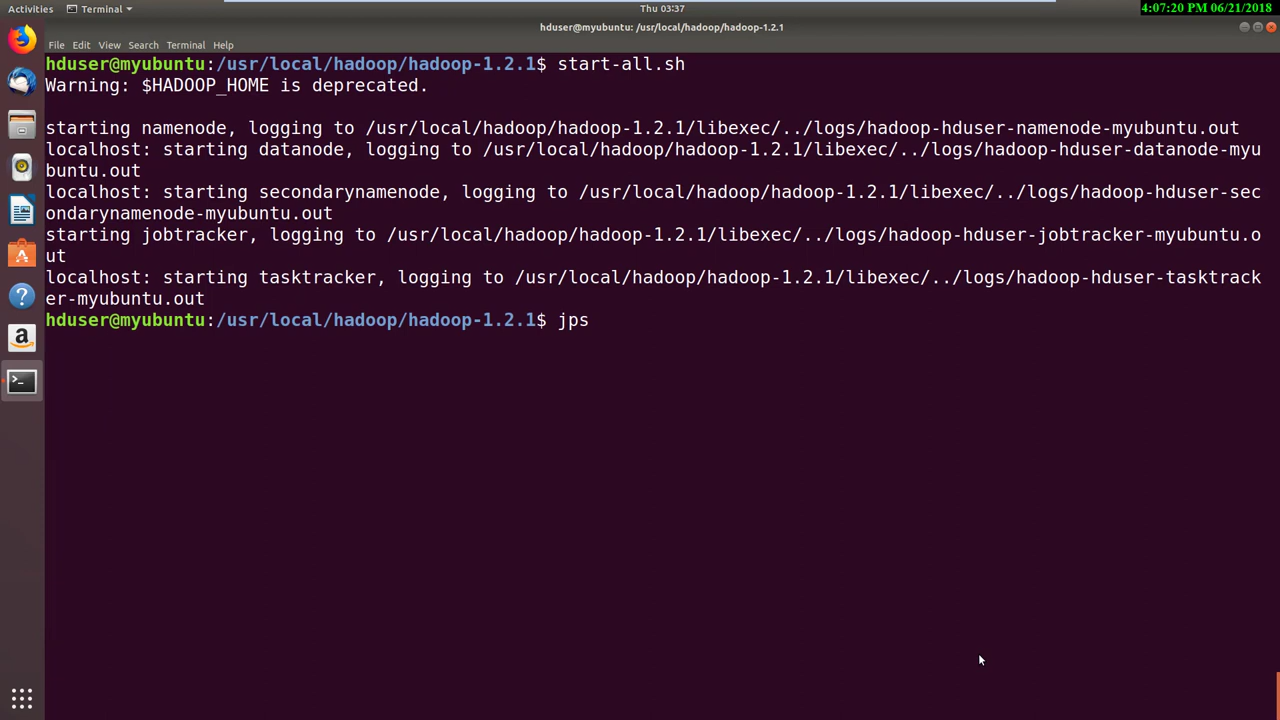 Activities Terminal Thu 03:37 4:07:20 PM 06/21/2018
hduser@myubuntu: /usr/local/hadoop/hadoop-1.2.1
File Edit View Search Terminal Help
hduser@myubuntu:/usr/local/hadoop/hadoop-1.2.1$ start-all.sh
Warning: $HADOOP_HOME is deprecated.
starting namenode, logging to /usr/local/hadoop/hadoop-1.2.1/libexec/../logs/hadoop-hduser-namenode-myubuntu.out
localhost: starting datanode, logging to /usr/local/hadoop/hadoop-1.2.1/libexec/../logs/hadoop-hduser-datanode-myu
buntu.out
localhost: starting secondarynamenode, logging to /usr/local/hadoop/hadoop-1.2.1/libexec/../logs/hadoop-hduser-sec
ondarynamenode-myubuntu.out
starting jobtracker, logging to /usr/local/hadoop/hadoop-1.2.1/libexec/../logs/hadoop-hduser-jobtracker-myubuntu.o
ut
localhost: starting tasktracker, logging to /usr/local/hadoop/hadoop-1.2.1/libexec/../logs/hadoop-hduser-tasktrack
er-myubuntu.out
hduser@myubuntu:/usr/local/hadoop/hadoop-1.2.1$ jps